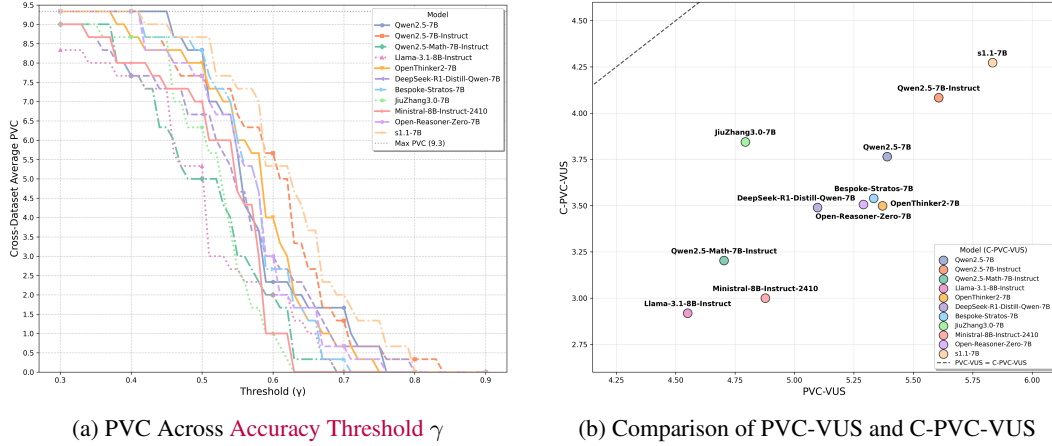 9.5
9.0
8.5
8.0
7.5
7.0
6.5
6.0
5.5
5.0
4.5
4.0
3.5
3.0
2.5
2.0
1.5
1.0
0.5
0.0
Cross-Dataset Average PVC
0.3 0.4 0.5 0.6 0.7 0.8 0.9
Threshold (γ)
Model
Qwen2.5-7B
Qwen2.5-7B-Instruct
Qwen2.5-Math-7B-Instruct
Llama-3.1-8B-Instruct
OpenThinker2-7B
DeepSeek-R1-Distill-Qwen-7B
Bespoke-Stratos-7B
JiuZhang3.0-7B
Ministral-8B-Instruct-2410
Open-Reasoner-Zero-7B
s1.1-7B
Max PVC (9.3)
(a) PVC Across Accuracy Threshold γ
4.50
4.25
4.00
3.75
3.50
3.25
3.00
2.75
C-PVC-VUS
s1.1-7B
Qwen2.5-7B-Instruct
JiuZhang3.0-7B
Qwen2.5-7B
Bespoke-Stratos-7B
DeepSeek-R1-Distill-Qwen-7B
OpenThinker2-7B
Open-Reasoner-Zero-7B
Qwen2.5-Math-7B-Instruct
Ministral-8B-Instruct-2410
Llama-3.1-8B-Instruct
4.25 4.50 4.75 5.00 5.25 5.50 5.75 6.00
PVC-VUS
Model (C-PVC-VUS)
Qwen2.5-7B
Qwen2.5-7B-Instruct
Qwen2.5-Math-7B-Instruct
Llama-3.1-8B-Instruct
OpenThinker2-7B
DeepSeek-R1-Distill-Qwen-7B
Bespoke-Stratos-7B
JiuZhang3.0-7B
Ministral-8B-Instruct-2410
Open-Reasoner-Zero-7B
s1.1-7B
PVC-VUS = C-PVC-VUS
(b) Comparison of PVC-VUS and C-PVC-VUS